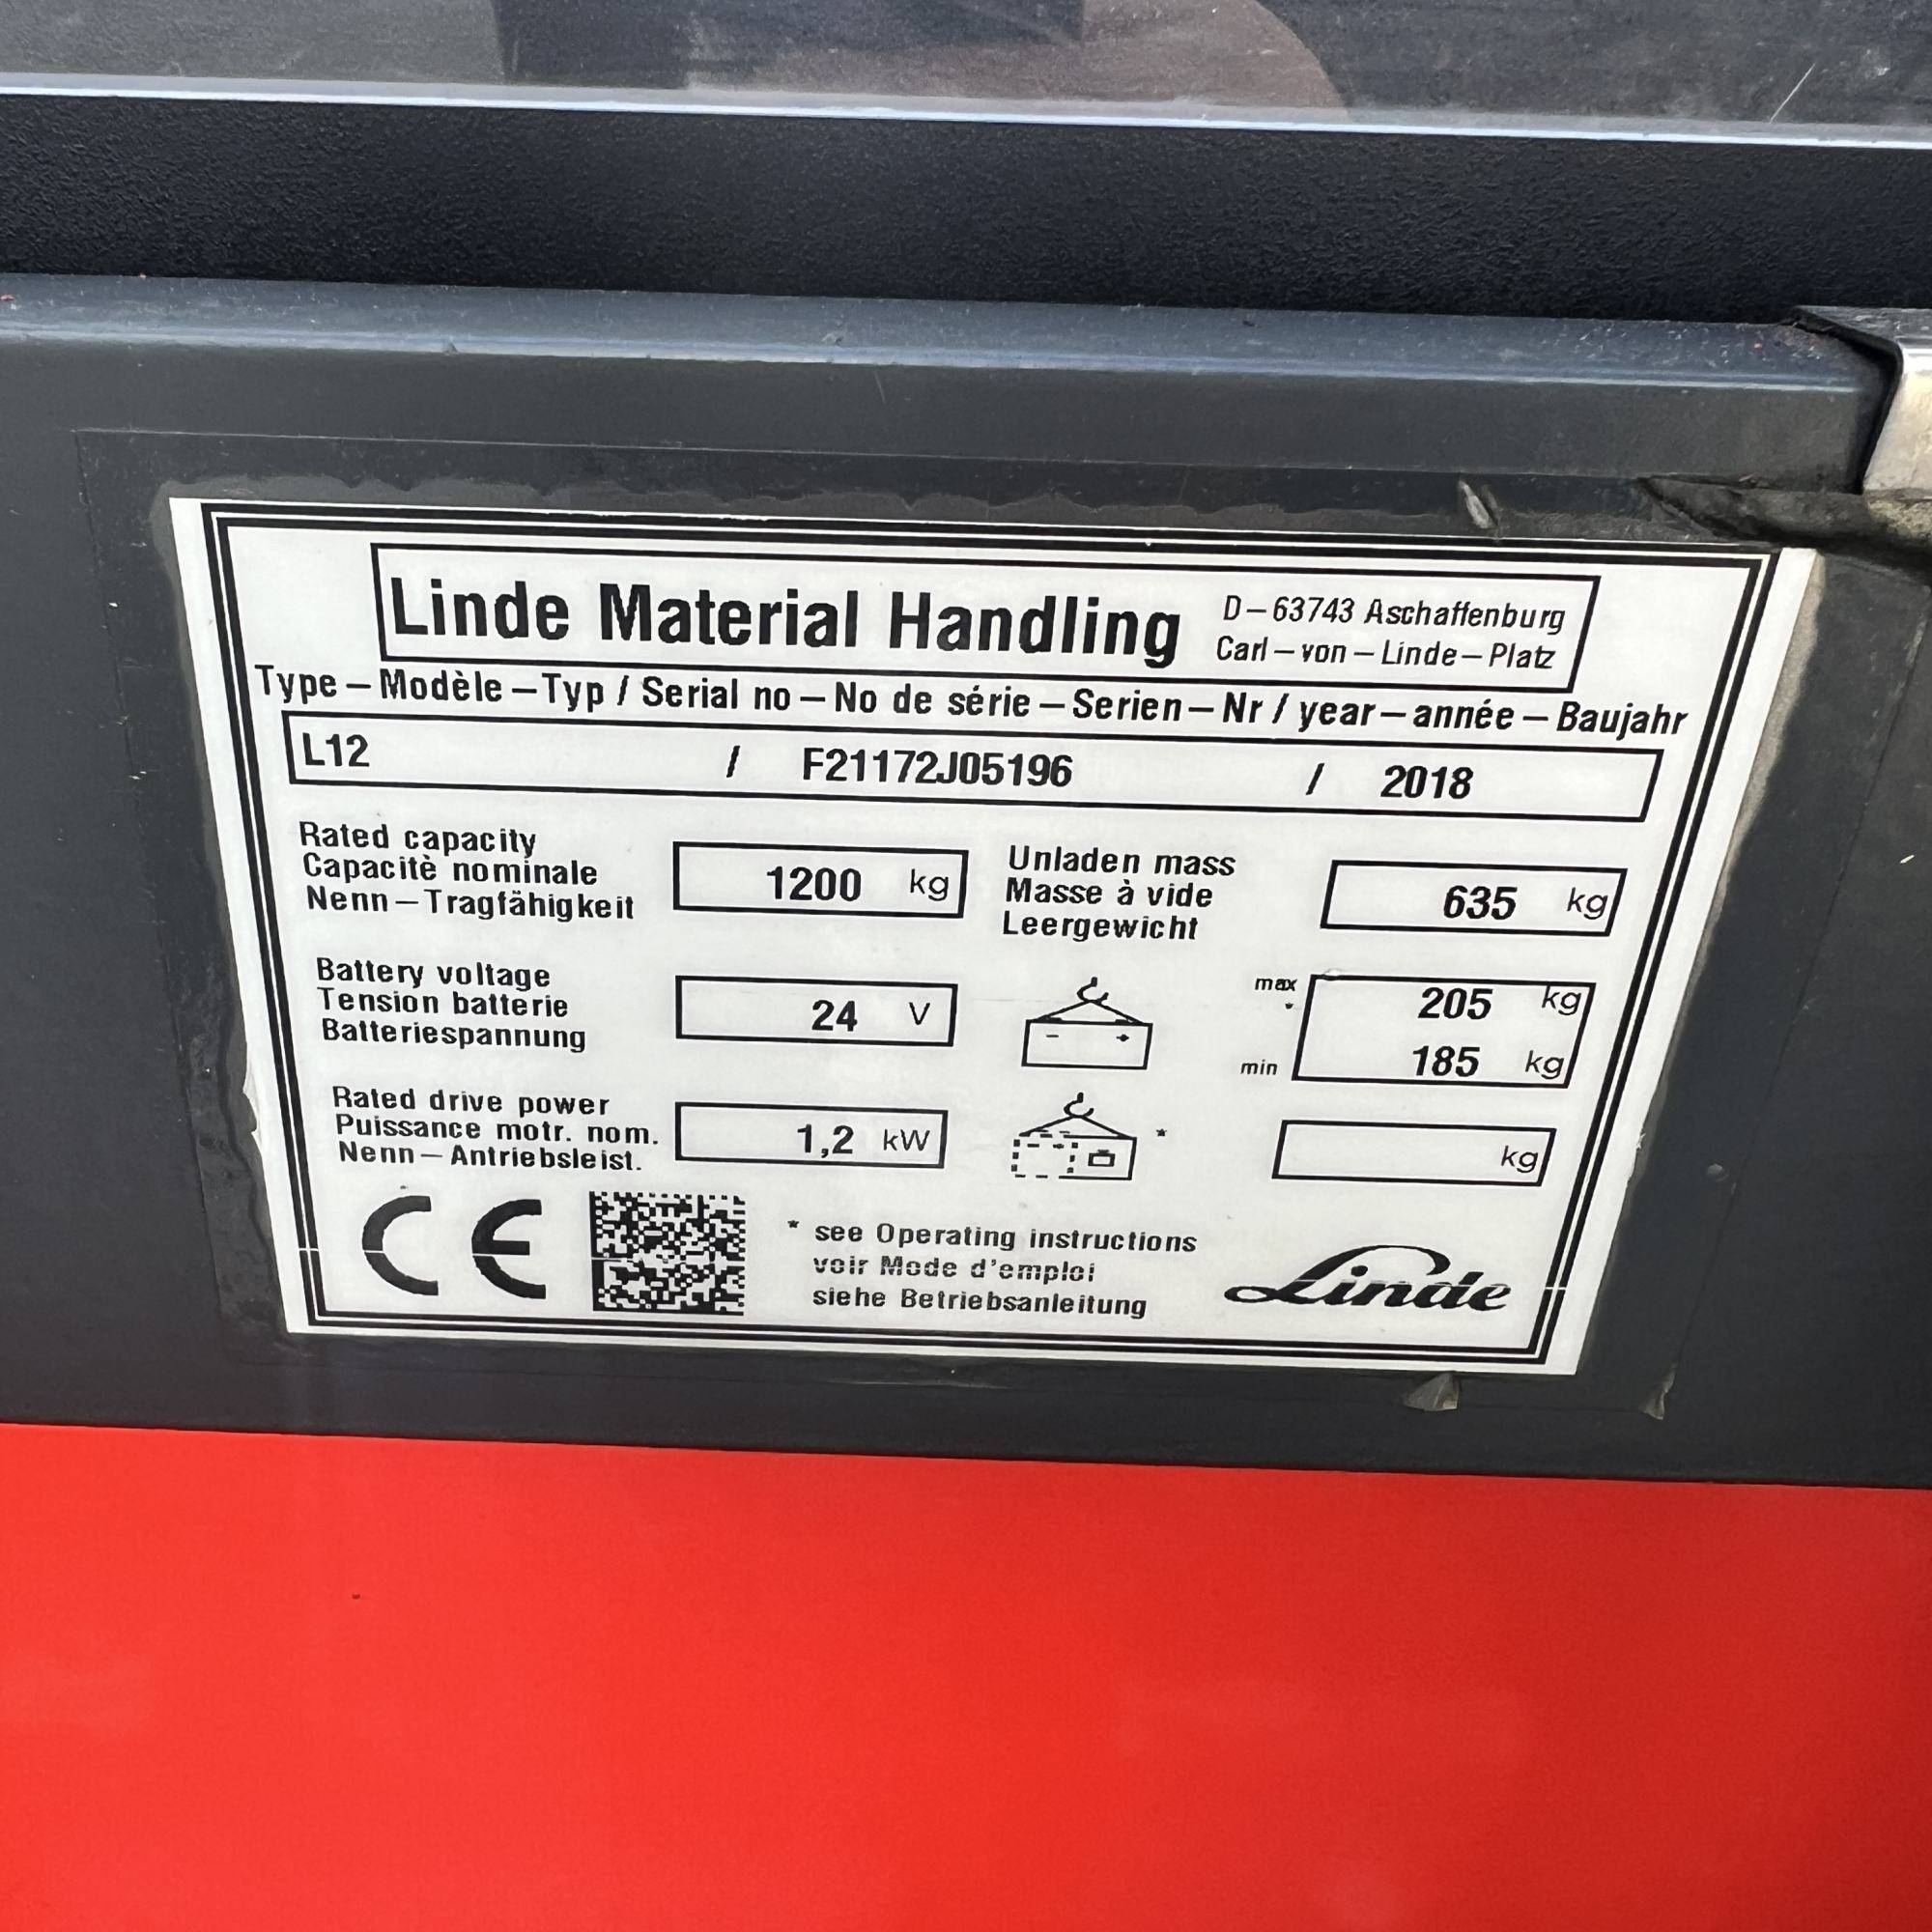 Linde Material Handling
D-63743 Aschaffenburg
Carl-von-Linde-Platz
Type-Modèle-Typ / Serial no-No de série-Serien-Nr / year-année-Baujahr
L12 / F21172J05196 / 2018
Rated capacity
Capacitè nominale
Nenn-Tragfähigkeit
1200 kg
Unladen mass
Masse à vide
Leergewicht
635 kg
Battery voltage
Tension batterie
Batteriespannung
24 V
- +
max
*
min
205 kg
185 kg
Rated drive power
Puissance motr. nom.
Nenn-Antriebsleist.
1,2 kW
*
kg
CE
* see Operating instructions
voir Mode d'emploi
siehe Betriebsanleitung
Linde